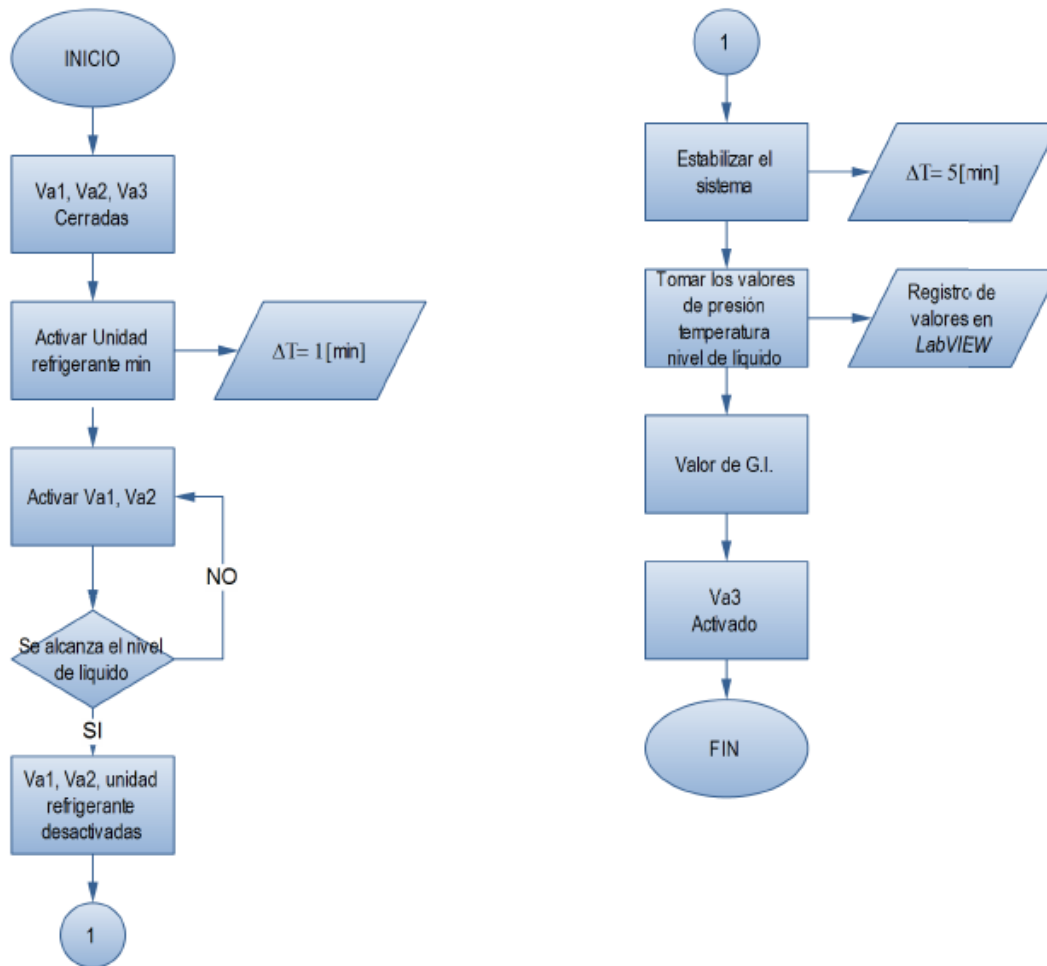 INICIO
Va1, Va2, Va3
Cerradas
Activar Unidad
refrigerante min
ΔT= 1[min]
Activar Va1, Va2
NO
Se alcanza el nivel
de líquido
SI
Va1, Va2, unidad
refrigerante
desactivadas
1
1
Estabilizar el
sistema
ΔT= 5[min]
Tomar los valores
de presión
temperatura
nivel de líquido
Registro de
valores en
LabVIEW
Valor de G.I.
Va3
Activado
FIN